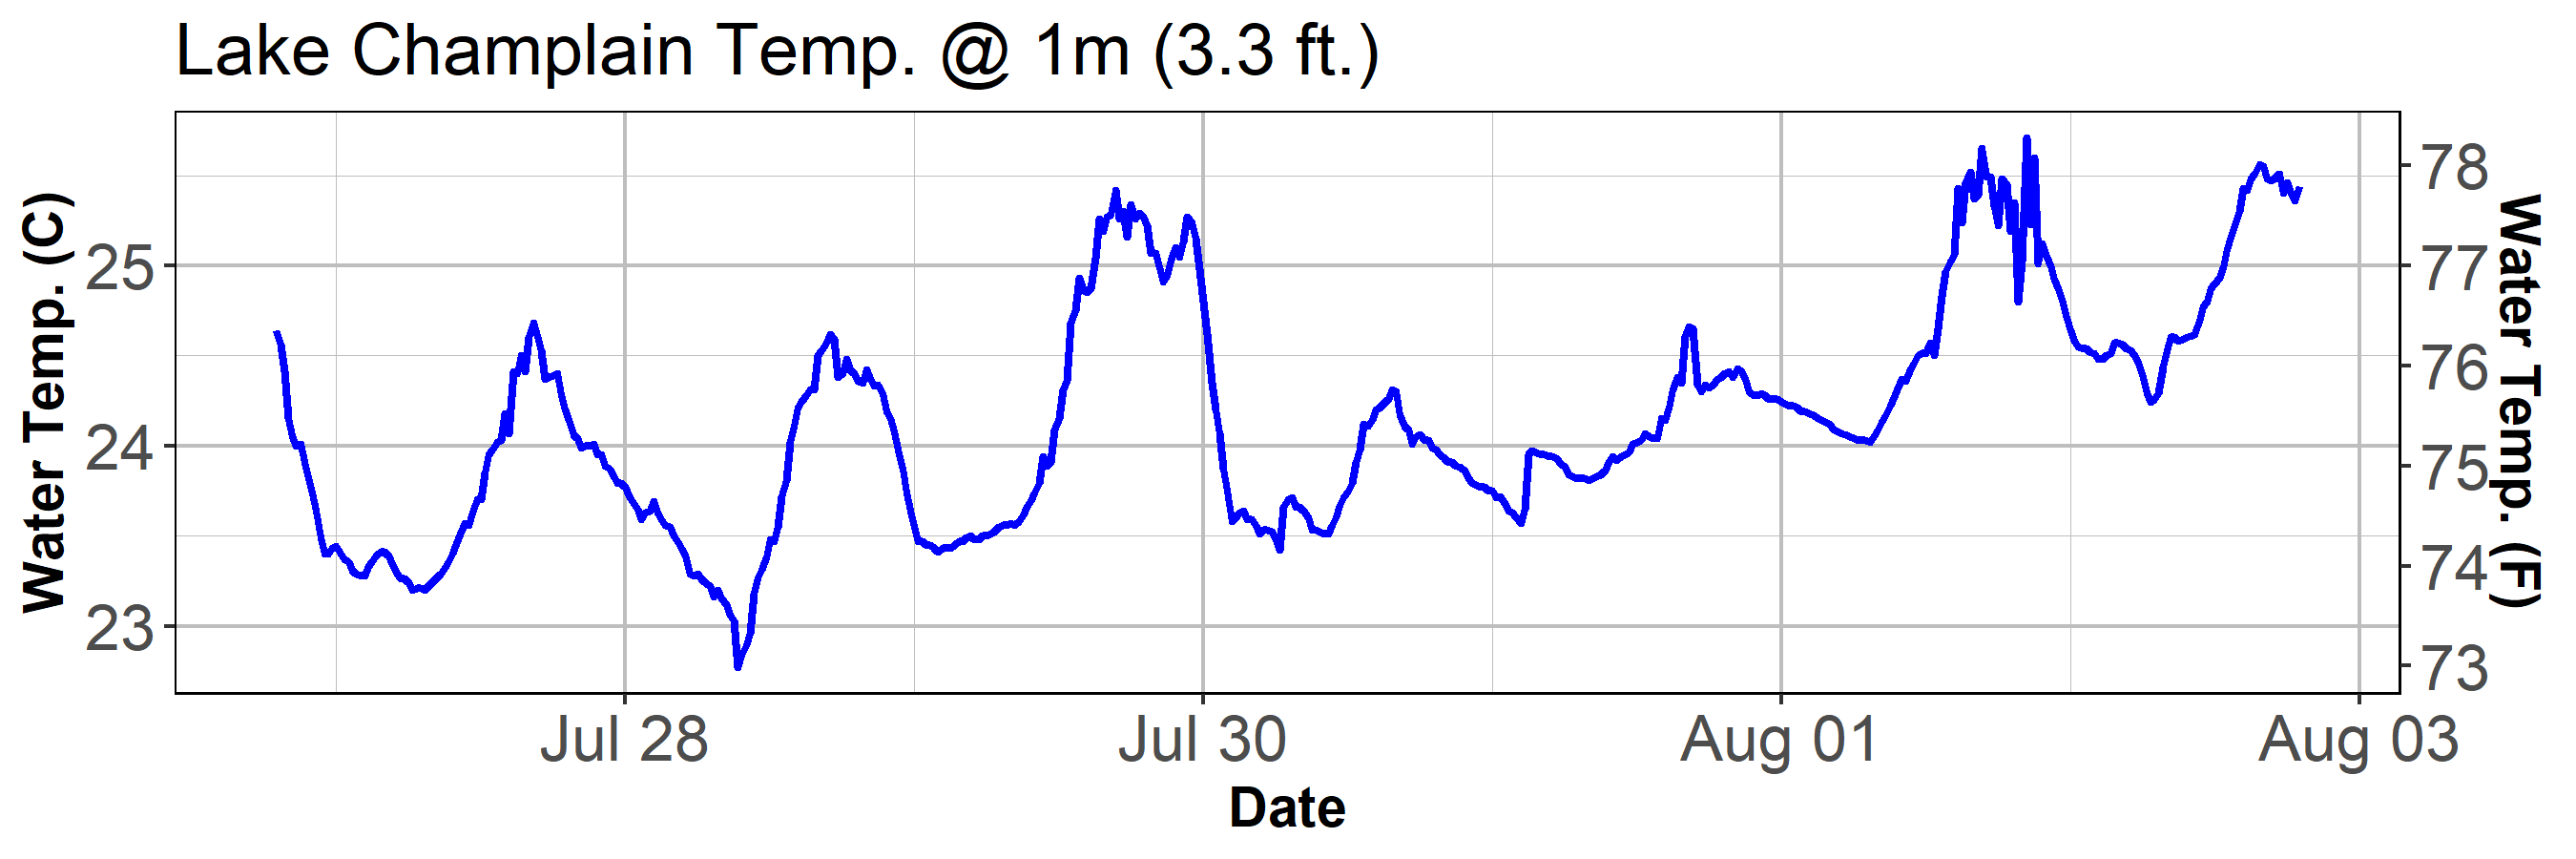 Lake Champlain Temp. @ 1m (3.3 ft.)
Water Temp. (C)
25
24
23
78
77
76
75
74
73
Water Temp. (F)
Jul 28
Jul 30
Aug 01
Aug 03
Date